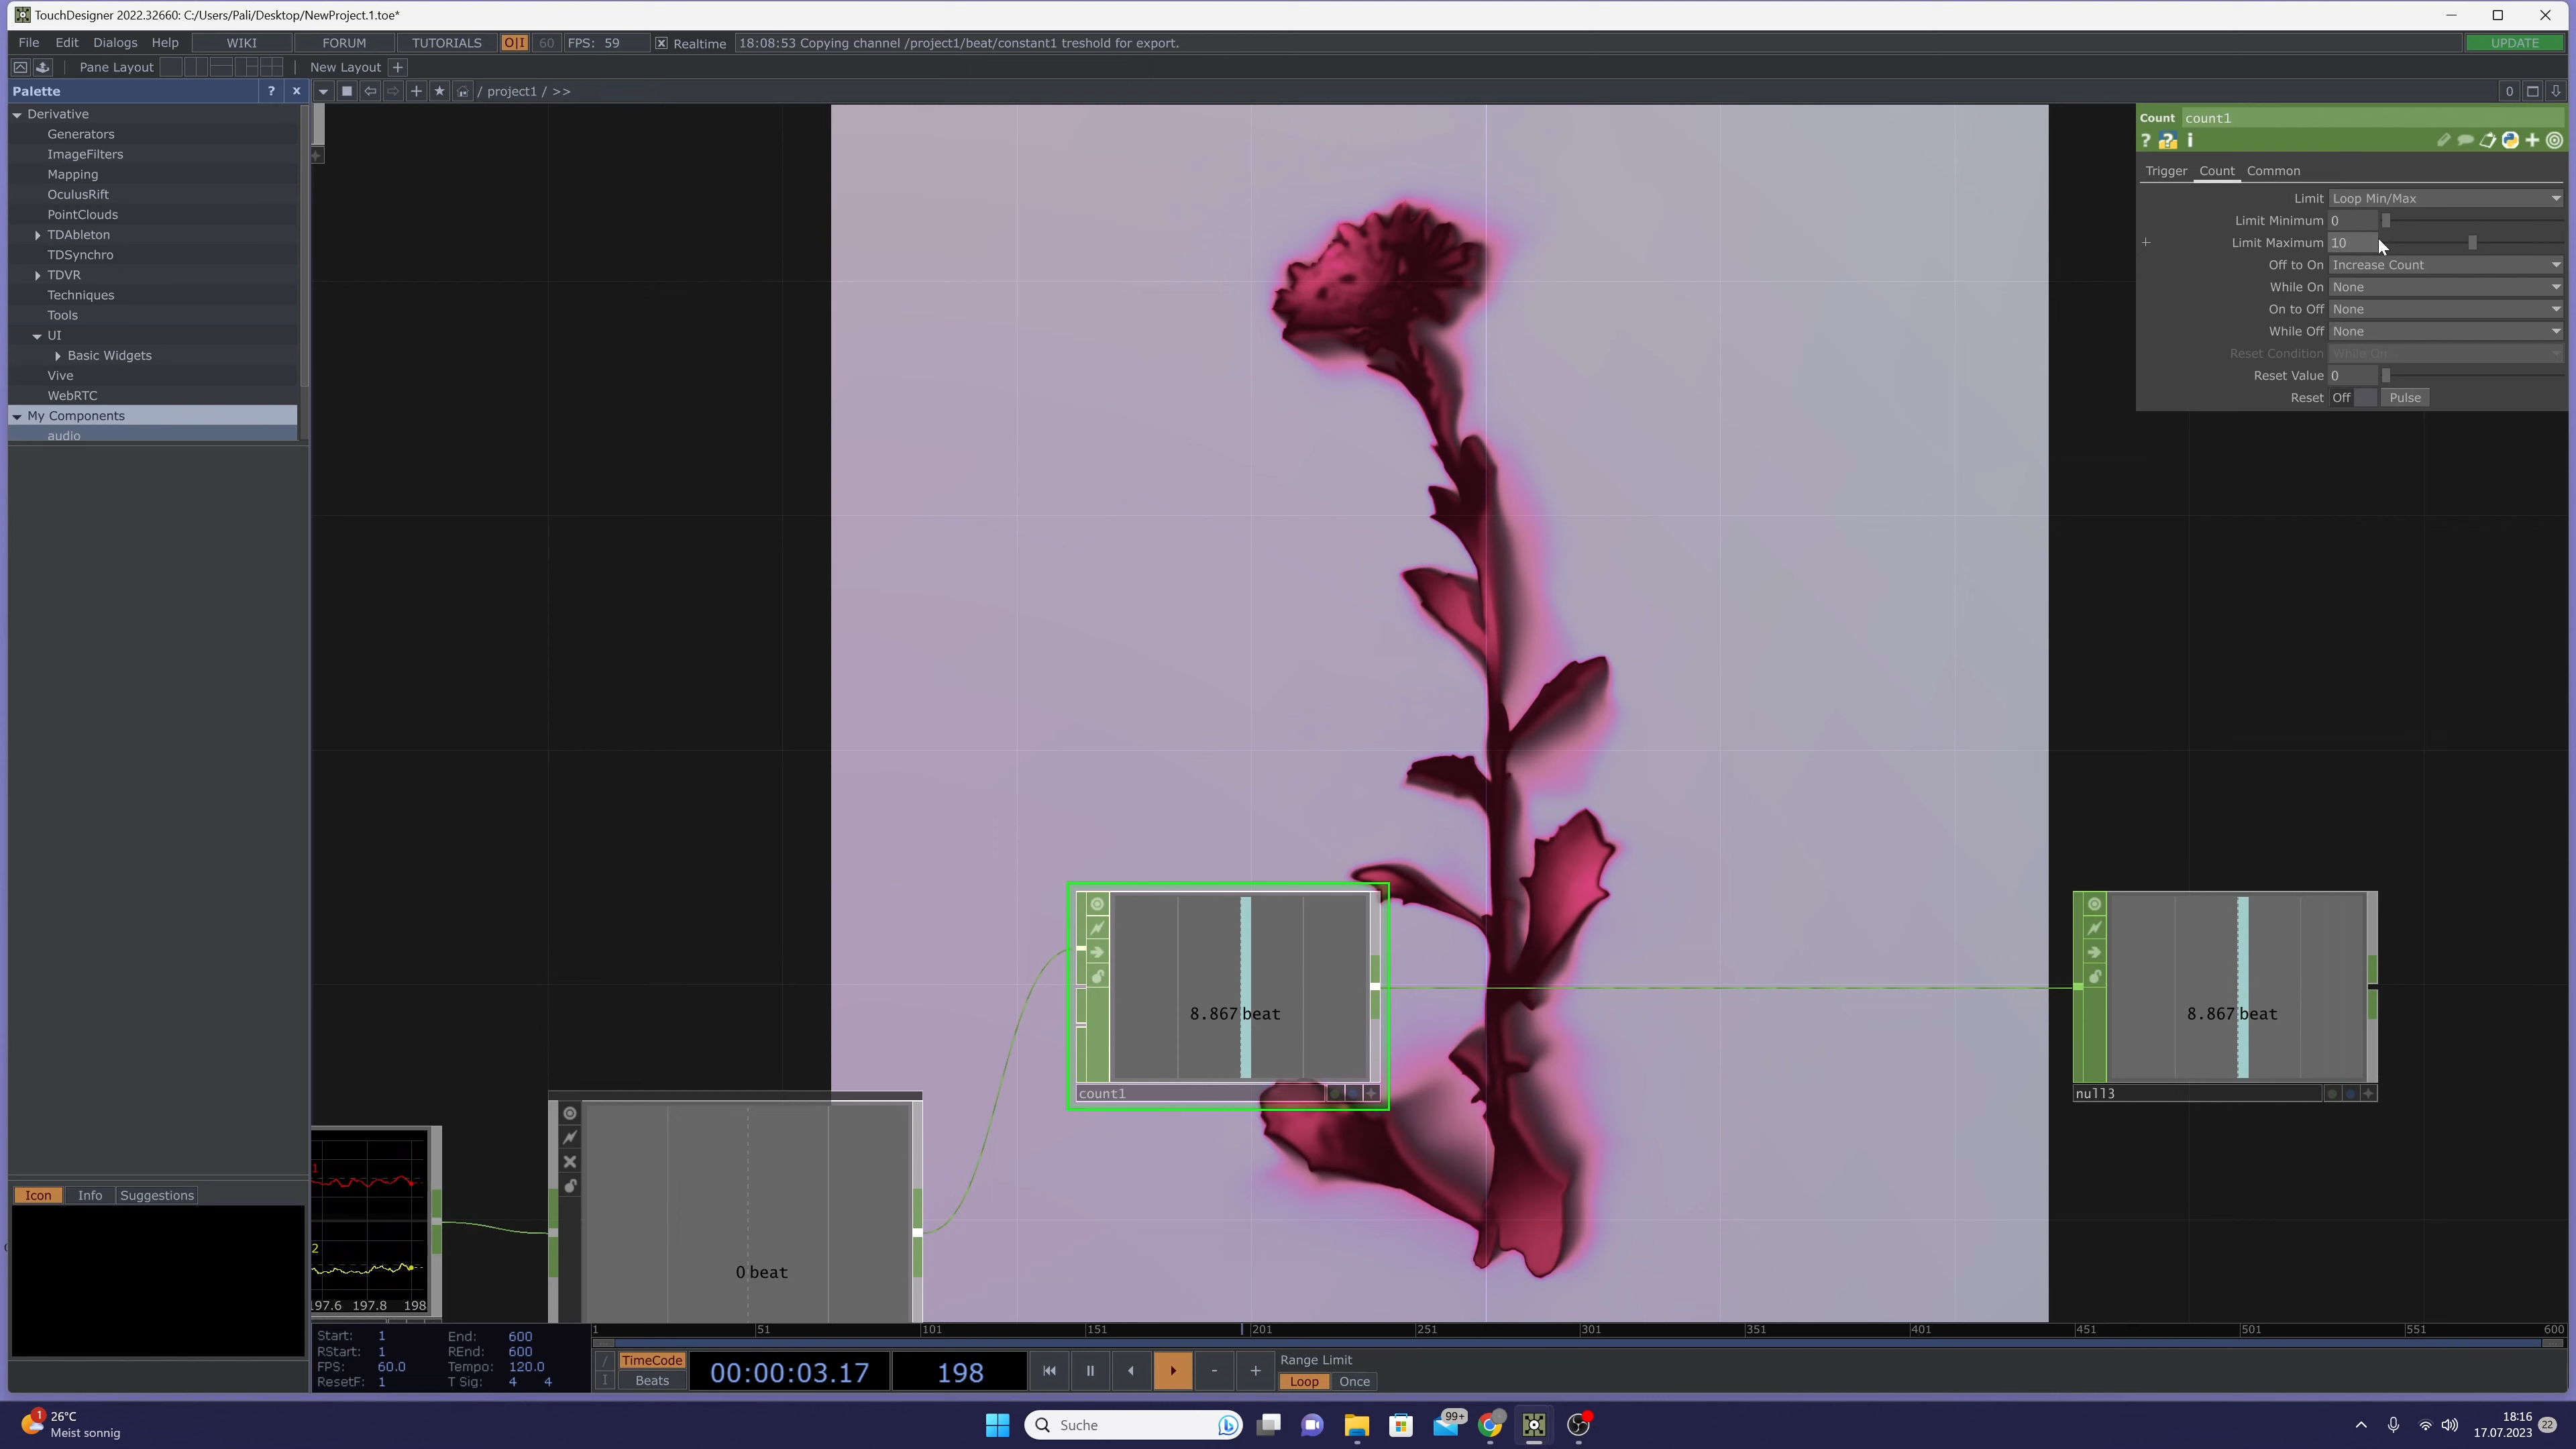 TouchDesigner 2022.32660: C:/Users/Pali/Desktop/NewProject.1.toe*
File Edit Dialogs Help WIKI FORUM TUTORIALS O|I 60 FPS: 59 Realtime 18:08:53 Copying channel /project1/beat/constant1 treshold for export. UPDATE
Pane Layout New Layout +
Palette ? x / project1 / >> 0
Derivative
Generators
ImageFilters
Mapping
OculusRift
PointClouds
TDAbleton
TDSynchro
TDVR
Techniques
Tools
UI
Basic Widgets
Vive
WebRTC
My Components
audio
Count count1
Trigger Count Common
Limit Loop Min/Max
Limit Minimum 0
Limit Maximum 10
Off to On Increase Count
While On None
On to Off None
While Off None
Reset Condition While On
Reset Value 0
Reset Off Pulse
8.867 beat
count1
8.867 beat
null3
0 beat
1
2
197.6 197.8 198
Icon Info Suggestions
1 51 101 151 201 251 301 351 401 451 501 551 600
Start: 1 End: 600
RStart: 1 REnd: 600
FPS: 60.0 Tempo: 120.0
ResetF: 1 T Sig: 4 4
TimeCode
Beats
00:00:03.17 198
Range Limit
Loop Once
1 26°C
Meist sonnig
Suche
99+
18:16
17.07.2023
22